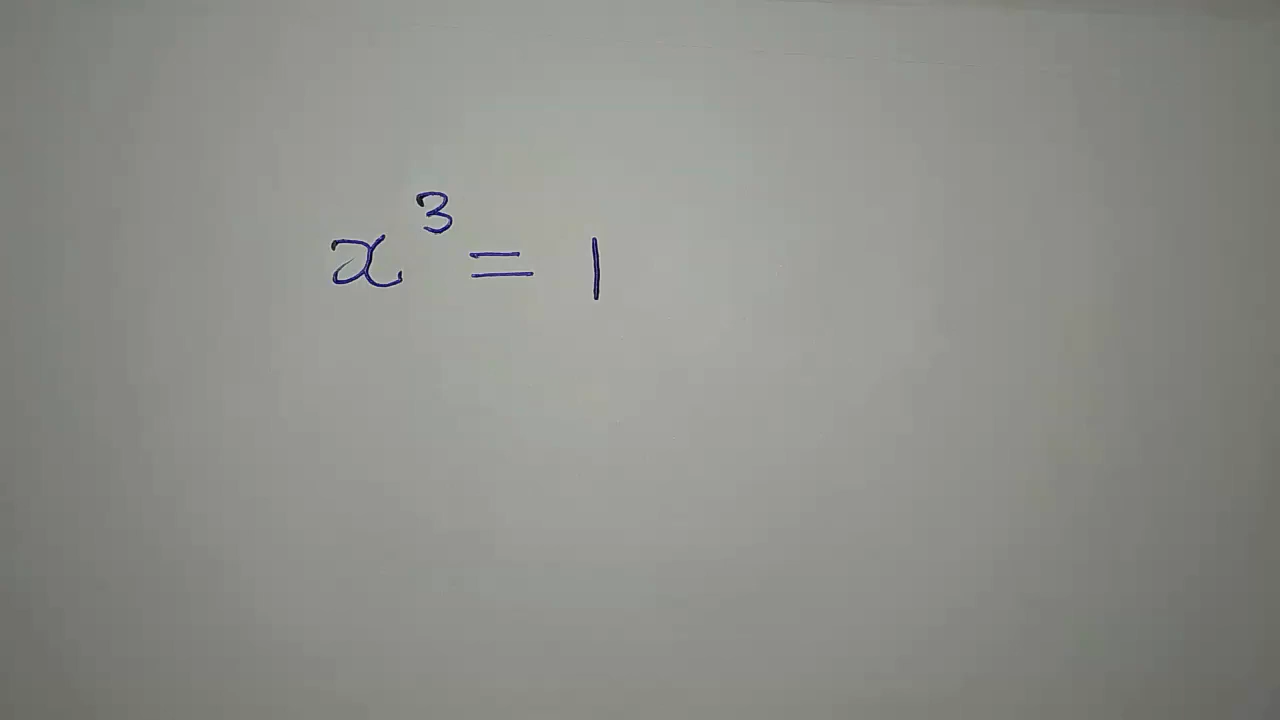 x³ = 1